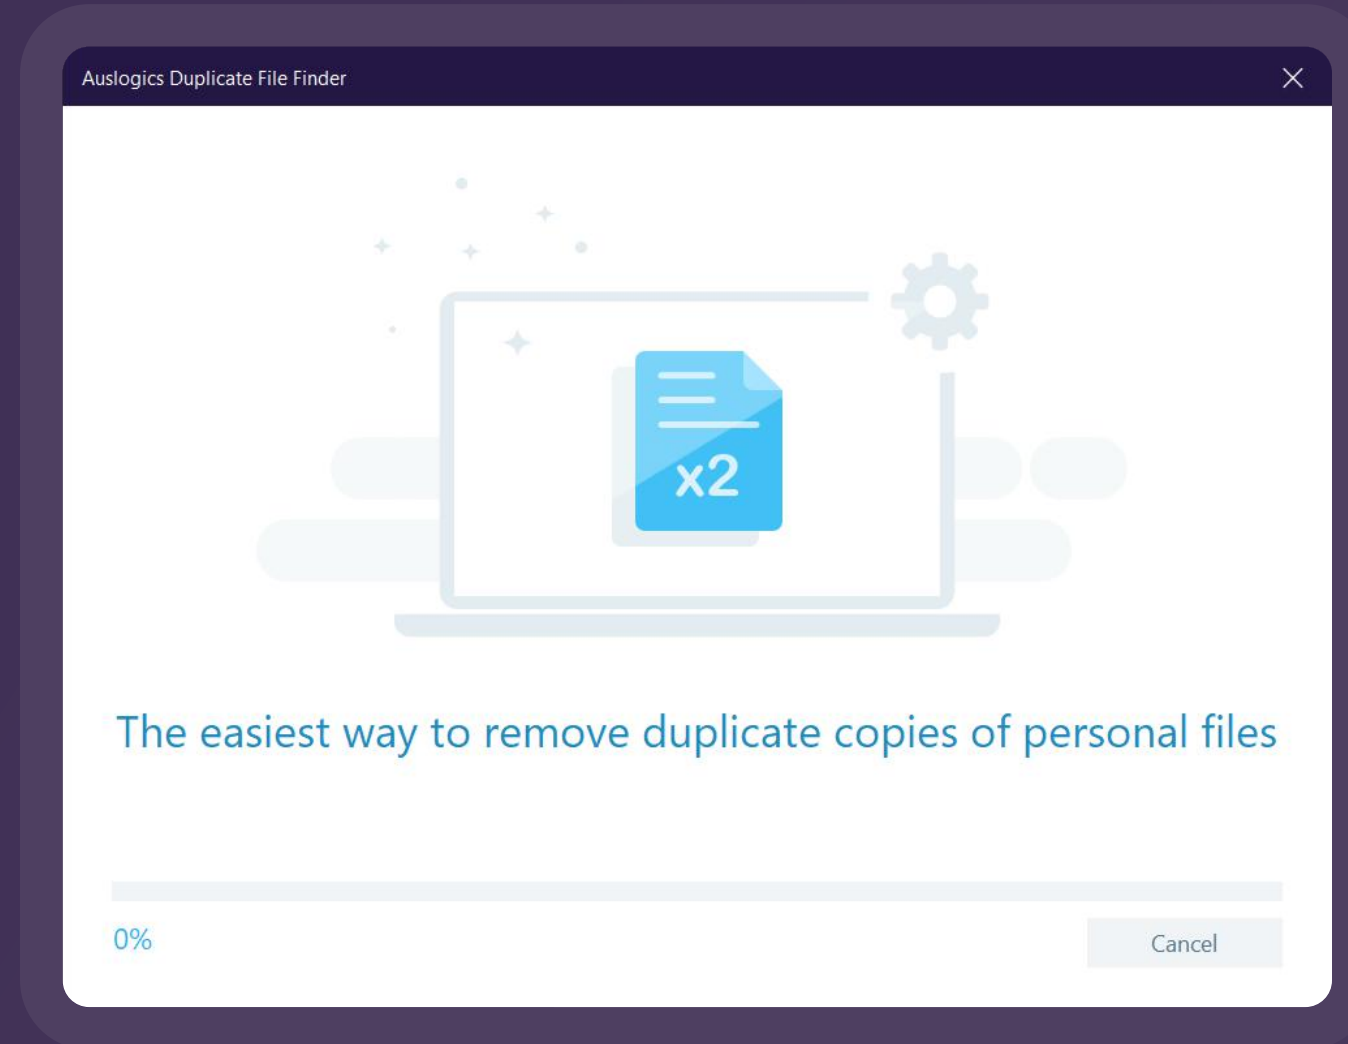 Auslogics Duplicate File Finder
x2
The easiest way to remove duplicate copies of personal files
0%
Cancel